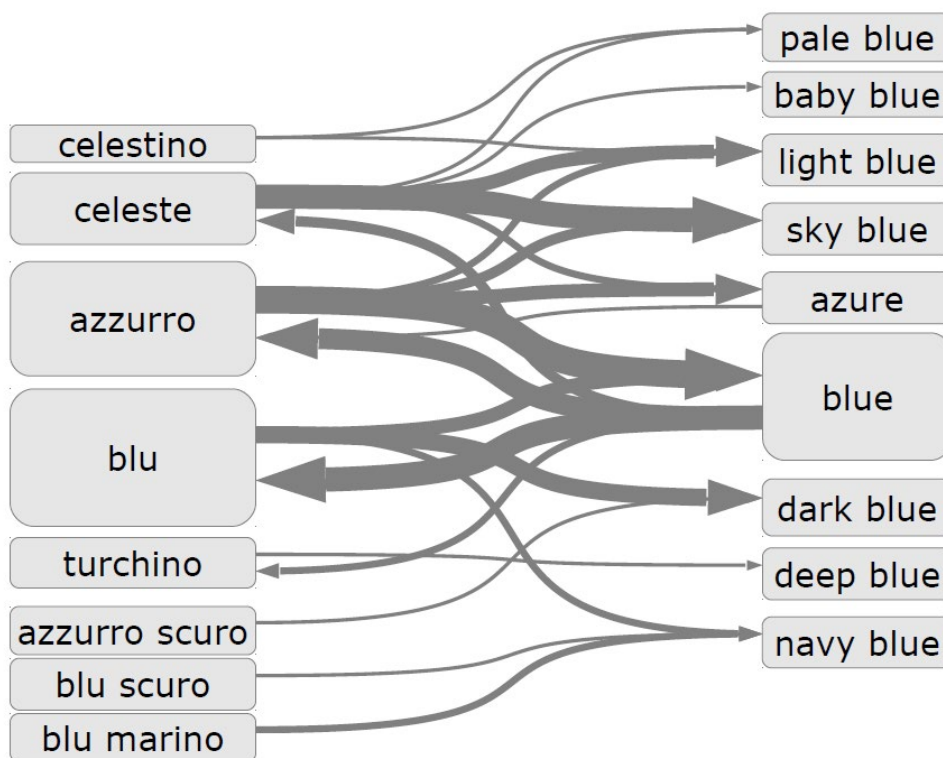 celestino
celeste
azzurro
blu
turchino
azzurro scuro
blu scuro
blu marino
pale blue
baby blue
light blue
sky blue
azure
blue
dark blue
deep blue
navy blue